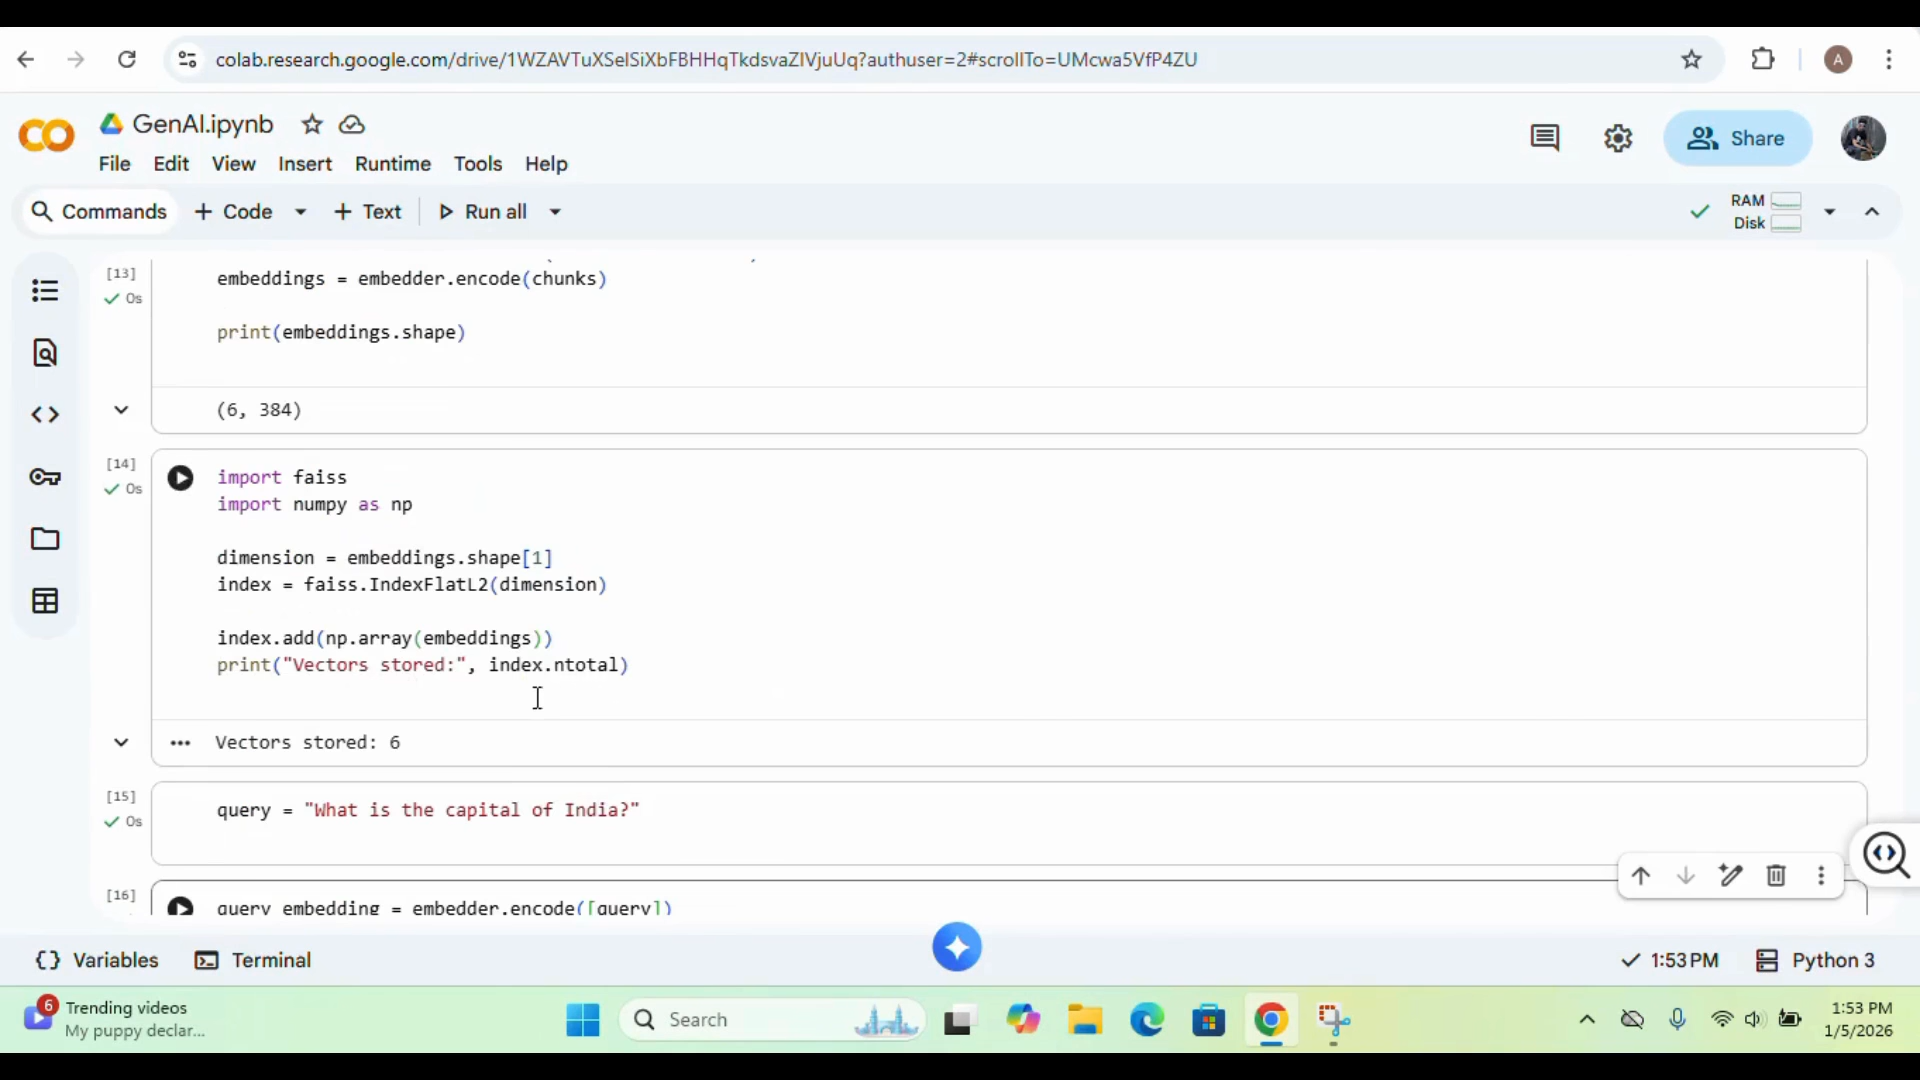 colab.research.google.com/drive/1WZAVTuXSelSiXbFBHHqTkdsvaZlVjuUq?authuser=2#scrollTo=UMcwa5VfP4ZU
A
GenAI.ipynb
File Edit View Insert Runtime Tools Help
Share
Commands + Code + Text Run all
RAM
Disk
[13]
0s
embeddings = embedder.encode(chunks)
print(embeddings.shape)
(6, 384)
[14]
0s
import faiss
import numpy as np
dimension = embeddings.shape[1]
index = faiss.IndexFlatL2(dimension)
index.add(np.array(embeddings))
print("Vectors stored:", index.ntotal)
Vectors stored: 6
[15]
0s
query = "What is the capital of India?"
[16]
query_embedding = embedder.encode([query])
{} Variables Terminal
1:53 PM Python 3
6
Trending videos
My puppy declar...
Search
1:53 PM
1/5/2026